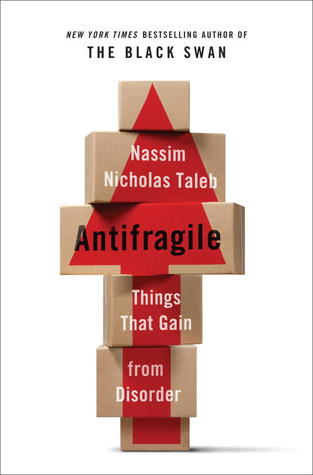 NEW YORK TIMES BESTSELLING AUTHOR OF
THE BLACK SWAN
Nassim
Nicholas Taleb
Antifragile
Things
That Gain
from
Disorder